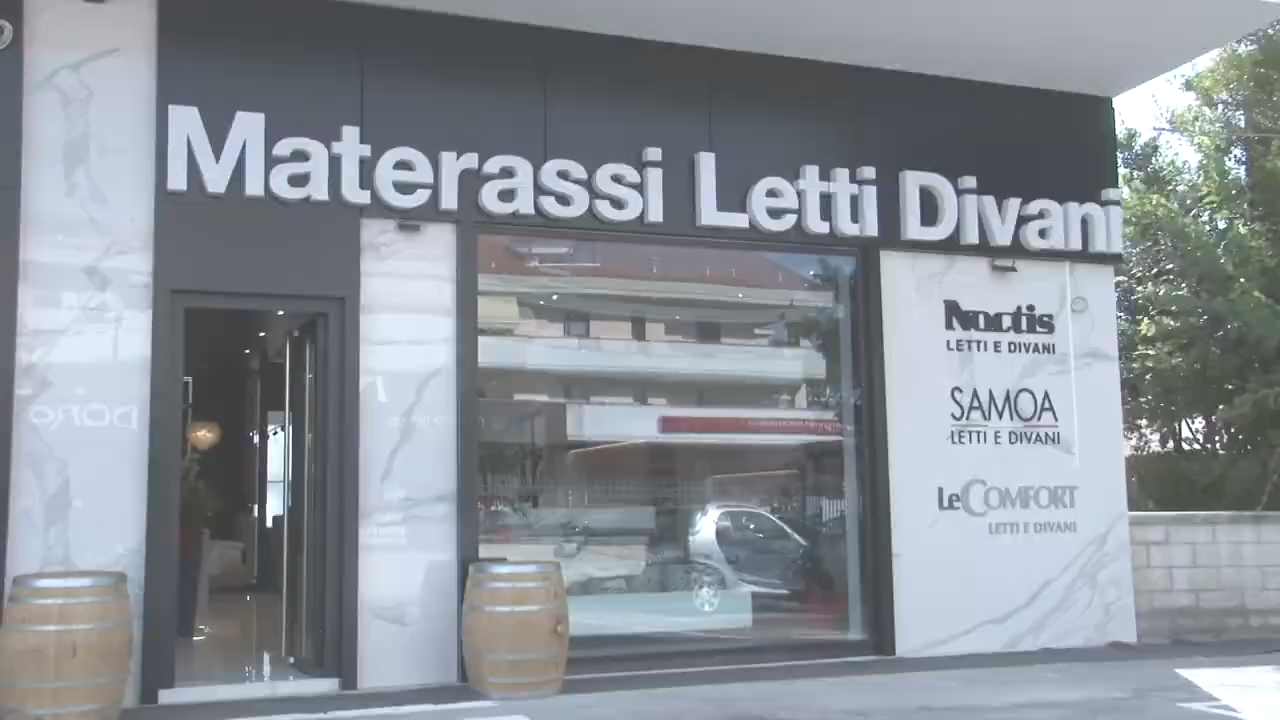 Materassi Letti Divani
Noctis
LETTI E DIVANI
SAMOA
LETTI E DIVANI
LeCOMFORT
LETTI E DIVANI